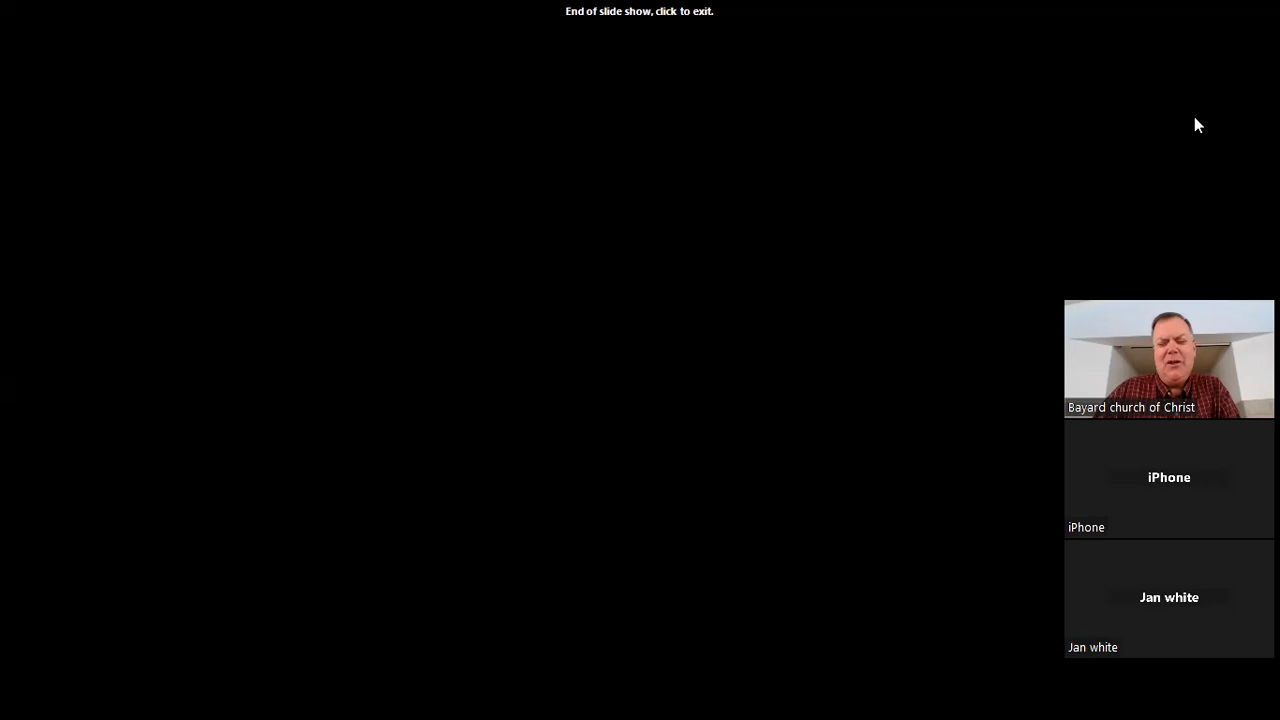 End of slide show, click to exit.
Bayard church of Christ
iPhone
iPhone
Jan white
Jan white